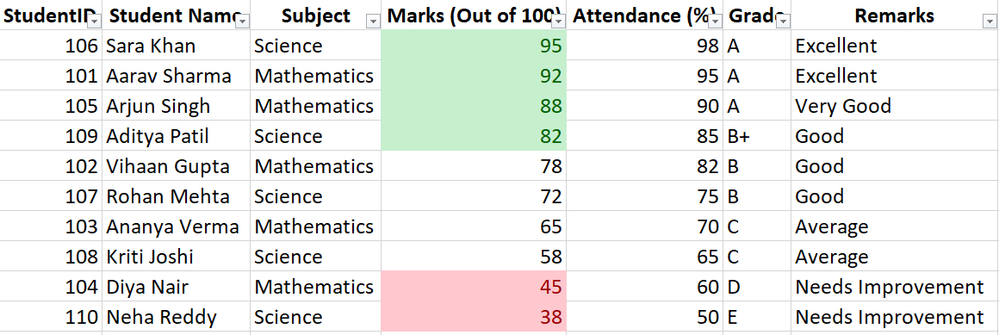 StudentID Student Name Subject Marks (Out of 100) Attendance (%) Grade Remarks
106 Sara Khan Science 95 98 A Excellent
101 Aarav Sharma Mathematics 92 95 A Excellent
105 Arjun Singh Mathematics 88 90 A Very Good
109 Aditya Patil Science 82 85 B+ Good
102 Vihaan Gupta Mathematics 78 82 B Good
107 Rohan Mehta Science 72 75 B Good
103 Ananya Verma Mathematics 65 70 C Average
108 Kriti Joshi Science 58 65 C Average
104 Diya Nair Mathematics 45 60 D Needs Improvement
110 Neha Reddy Science 38 50 E Needs Improvement